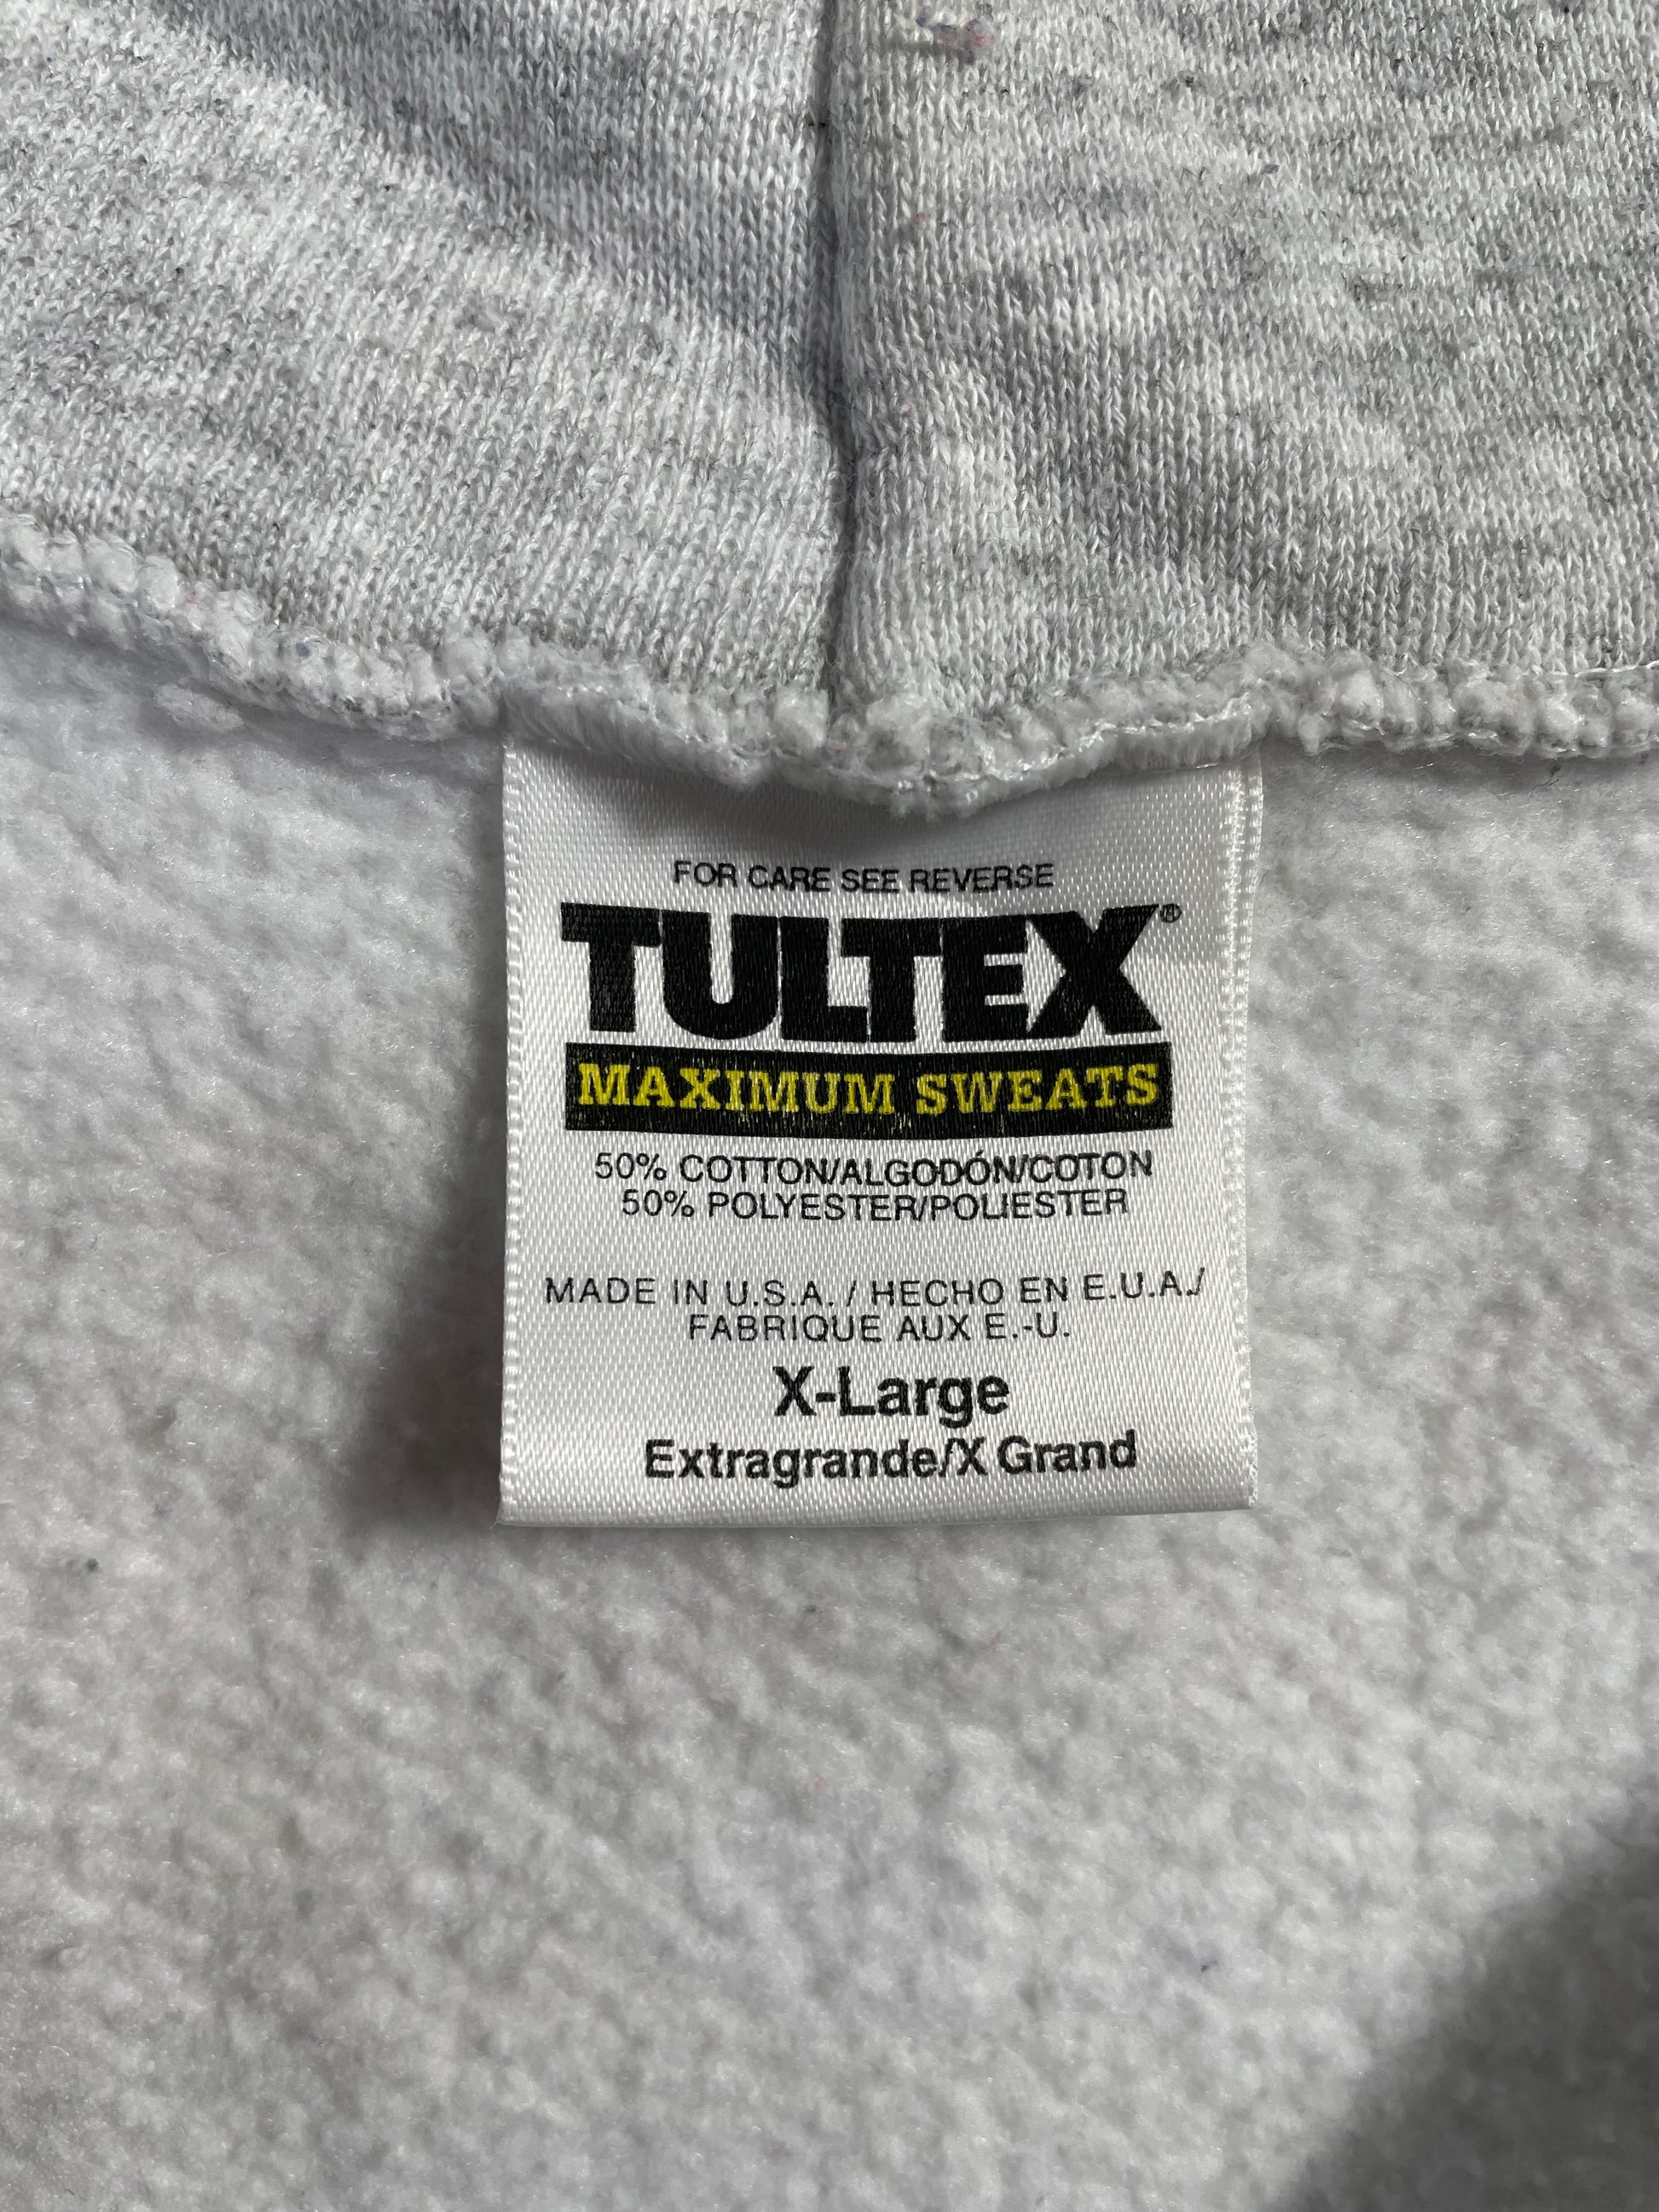 FOR CARE SEE REVERSE
TULTEX®
MAXIMUM SWEATS
50% COTTON/ALGODÓN/COTON
50% POLYESTER/POLIESTER
MADE IN U.S.A. / HECHO EN E.U.A./
FABRIQUE AUX E.-U.
X-Large
Extragrande/X Grand